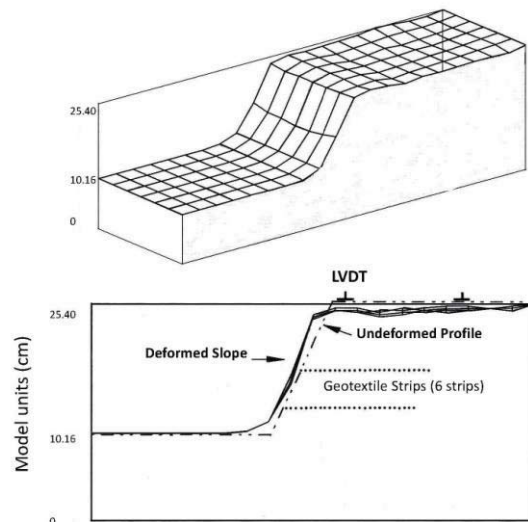 25.40
10.16
0
LVDT
25.40
Undeformed Profile
Deformed Slope
Geotextile Strips (6 strips)
10.16
0
Model units (cm)